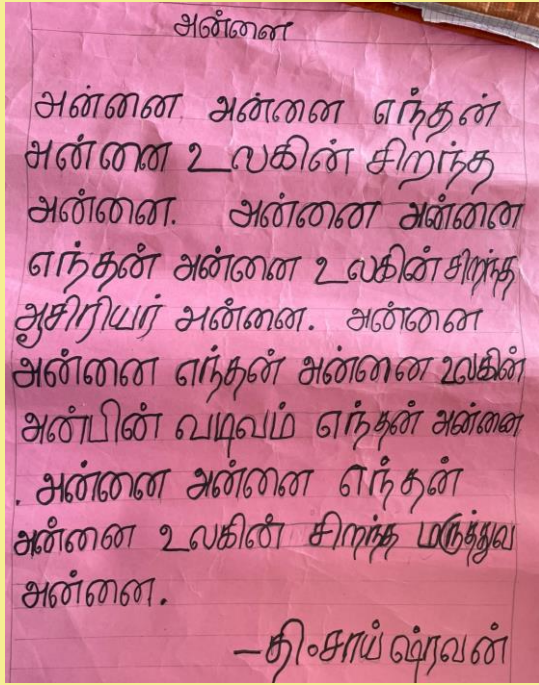 அன்னை
அன்னை அன்னை எந்தன்
அன்னை உலகின் சிறந்த
அன்னை. அன்னை அன்னை
எந்தன் அன்னை உலகின் சிறந்த
ஆசிரியர் அன்னை. அன்னை
அன்னை எந்தன் அன்னை உலகின்
அன்பின் வடிவம் எந்தன் அன்னை
. அன்னை அன்னை எந்தன்
அன்னை உலகின் சிறந்த மருத்துவ
அன்னை.
- தி.சாய் ஷ்ரவன்